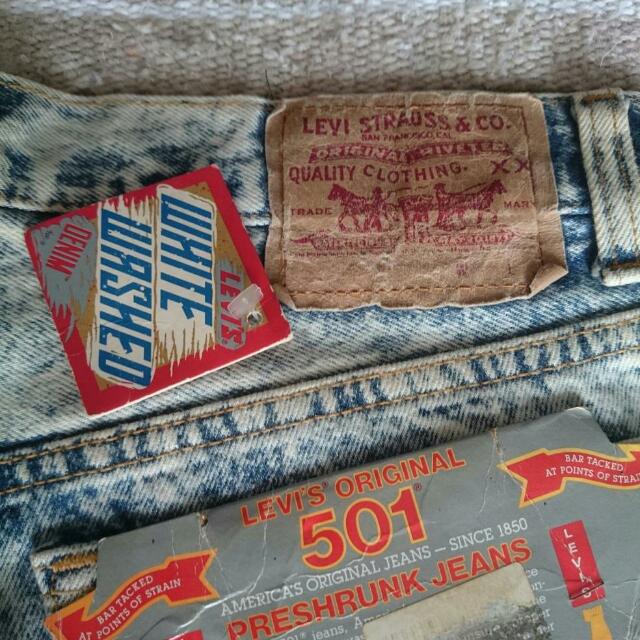 LEVI STRAUSS & CO.
SAN FRANCISCO, CAL.
ORIGINAL RIVETED
QUALITY CLOTHING. XX
TRADE MARK
LEVI'S
WHITE
WASHED
DENIM
LEVI'S® ORIGINAL
501®
AMERICA'S ORIGINAL JEANS – SINCE 1850
PRESHRUNK JEANS
501® jeans,
BAR TACKED
AT POINTS OF STRAIN
BAR TACKED
AT POINTS OF STRAIN
LEVI'S